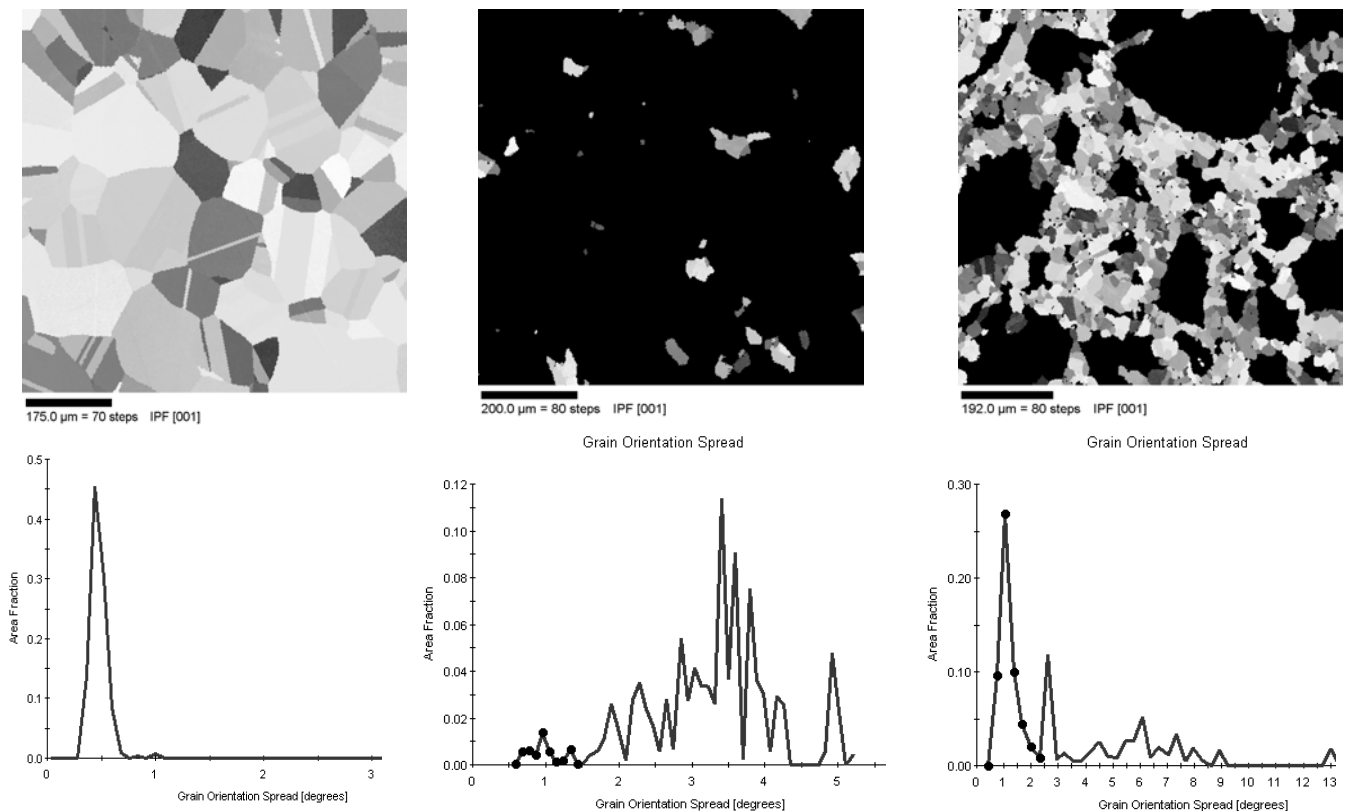 175.0 µm = 70 steps IPF [001]
200.0 µm = 80 steps IPF [001]
192.0 µm = 80 steps IPF [001]
Grain Orientation Spread
Grain Orientation Spread
0.5
0.4
0.3
0.2
0.1
0.0
Area Fraction
0 1 2 3
Grain Orientation Spread [degrees]
0.12
0.10
0.08
0.06
0.04
0.02
0.00
Area Fraction
0 1 2 3 4 5
Grain Orientation Spread [degrees]
0.30
0.20
0.10
0.00
Area Fraction
0 1 2 3 4 5 6 7 8 9 10 11 12 13
Grain Orientation Spread [degrees]